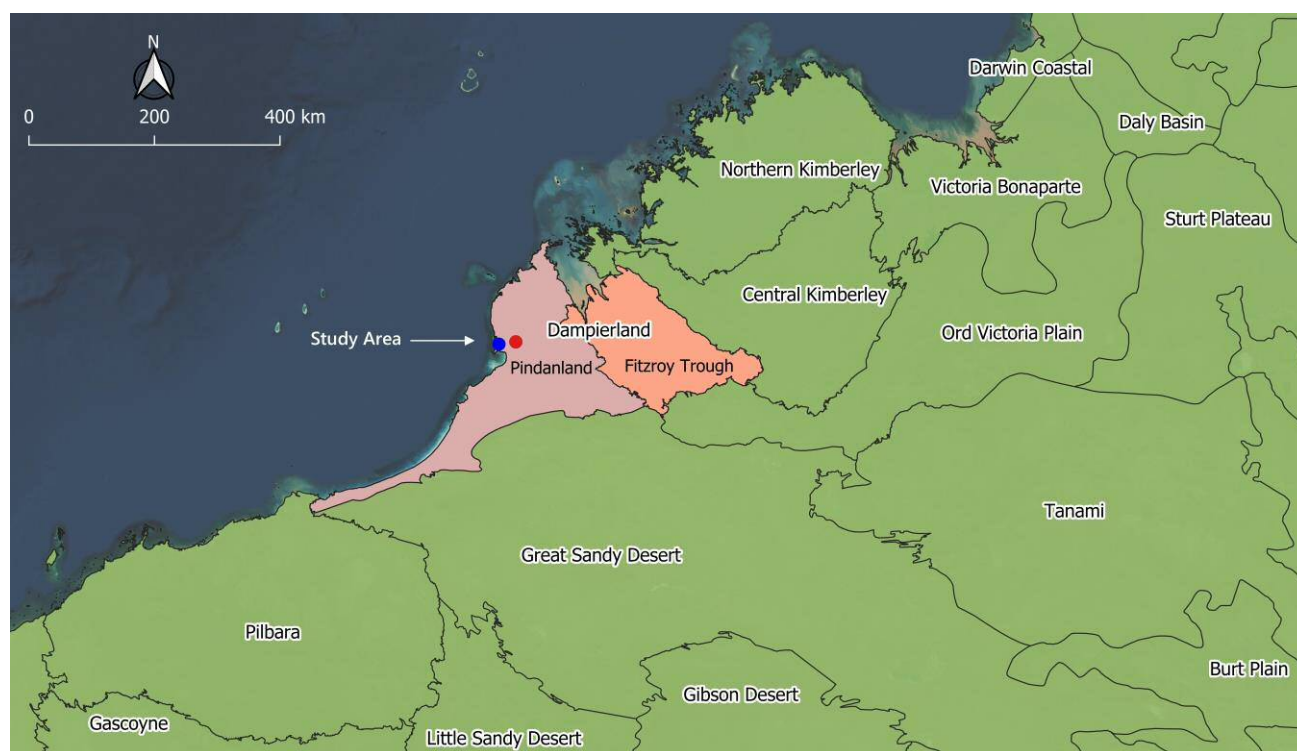 N
0 200 400 km
Darwin Coastal
Daly Basin
Northern Kimberley
Victoria Bonaparte
Sturt Plateau
Central Kimberley
Study Area
Dampierland
Ord Victoria Plain
Pindanland
Fitzroy Trough
Tanami
Great Sandy Desert
Pilbara
Burt Plain
Gibson Desert
Gascoyne
Little Sandy Desert